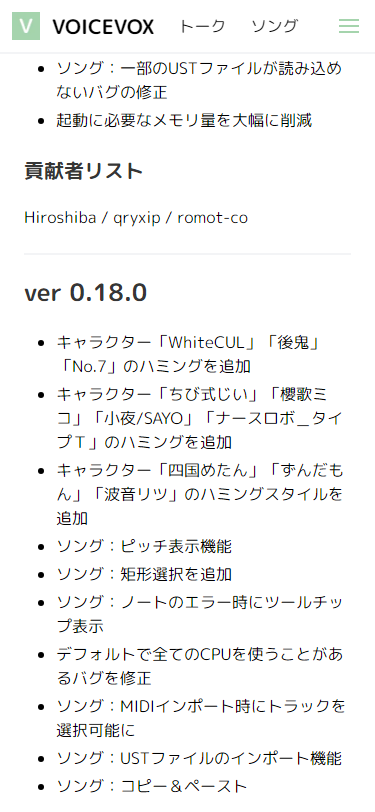 V VOICEVOX トーク ソング
ソング：一部のUSTファイルが読み込め
ないバグの修正
起動に必要なメモリ量を大幅に削減
貢献者リスト
Hiroshiba / qryxip / romot-co
ver 0.18.0
キャラクター「WhiteCUL」「後鬼」
「No.7」のハミングを追加
キャラクター「ちび式じい」「櫻歌ミ
コ」「小夜/SAYO」「ナースロボ＿タイ
プＴ」のハミングを追加
キャラクター「四国めたん」「ずんだも
ん」「波音リツ」のハミングスタイルを
追加
ソング：ピッチ表示機能
ソング：矩形選択を追加
ソング：ノートのエラー時にツールチッ
プ表示
デフォルトで全てのCPUを使うことがあ
るバグを修正
ソング：MIDIインポート時にトラックを
選択可能に
ソング：USTファイルのインポート機能
ソング：コピー＆ペースト